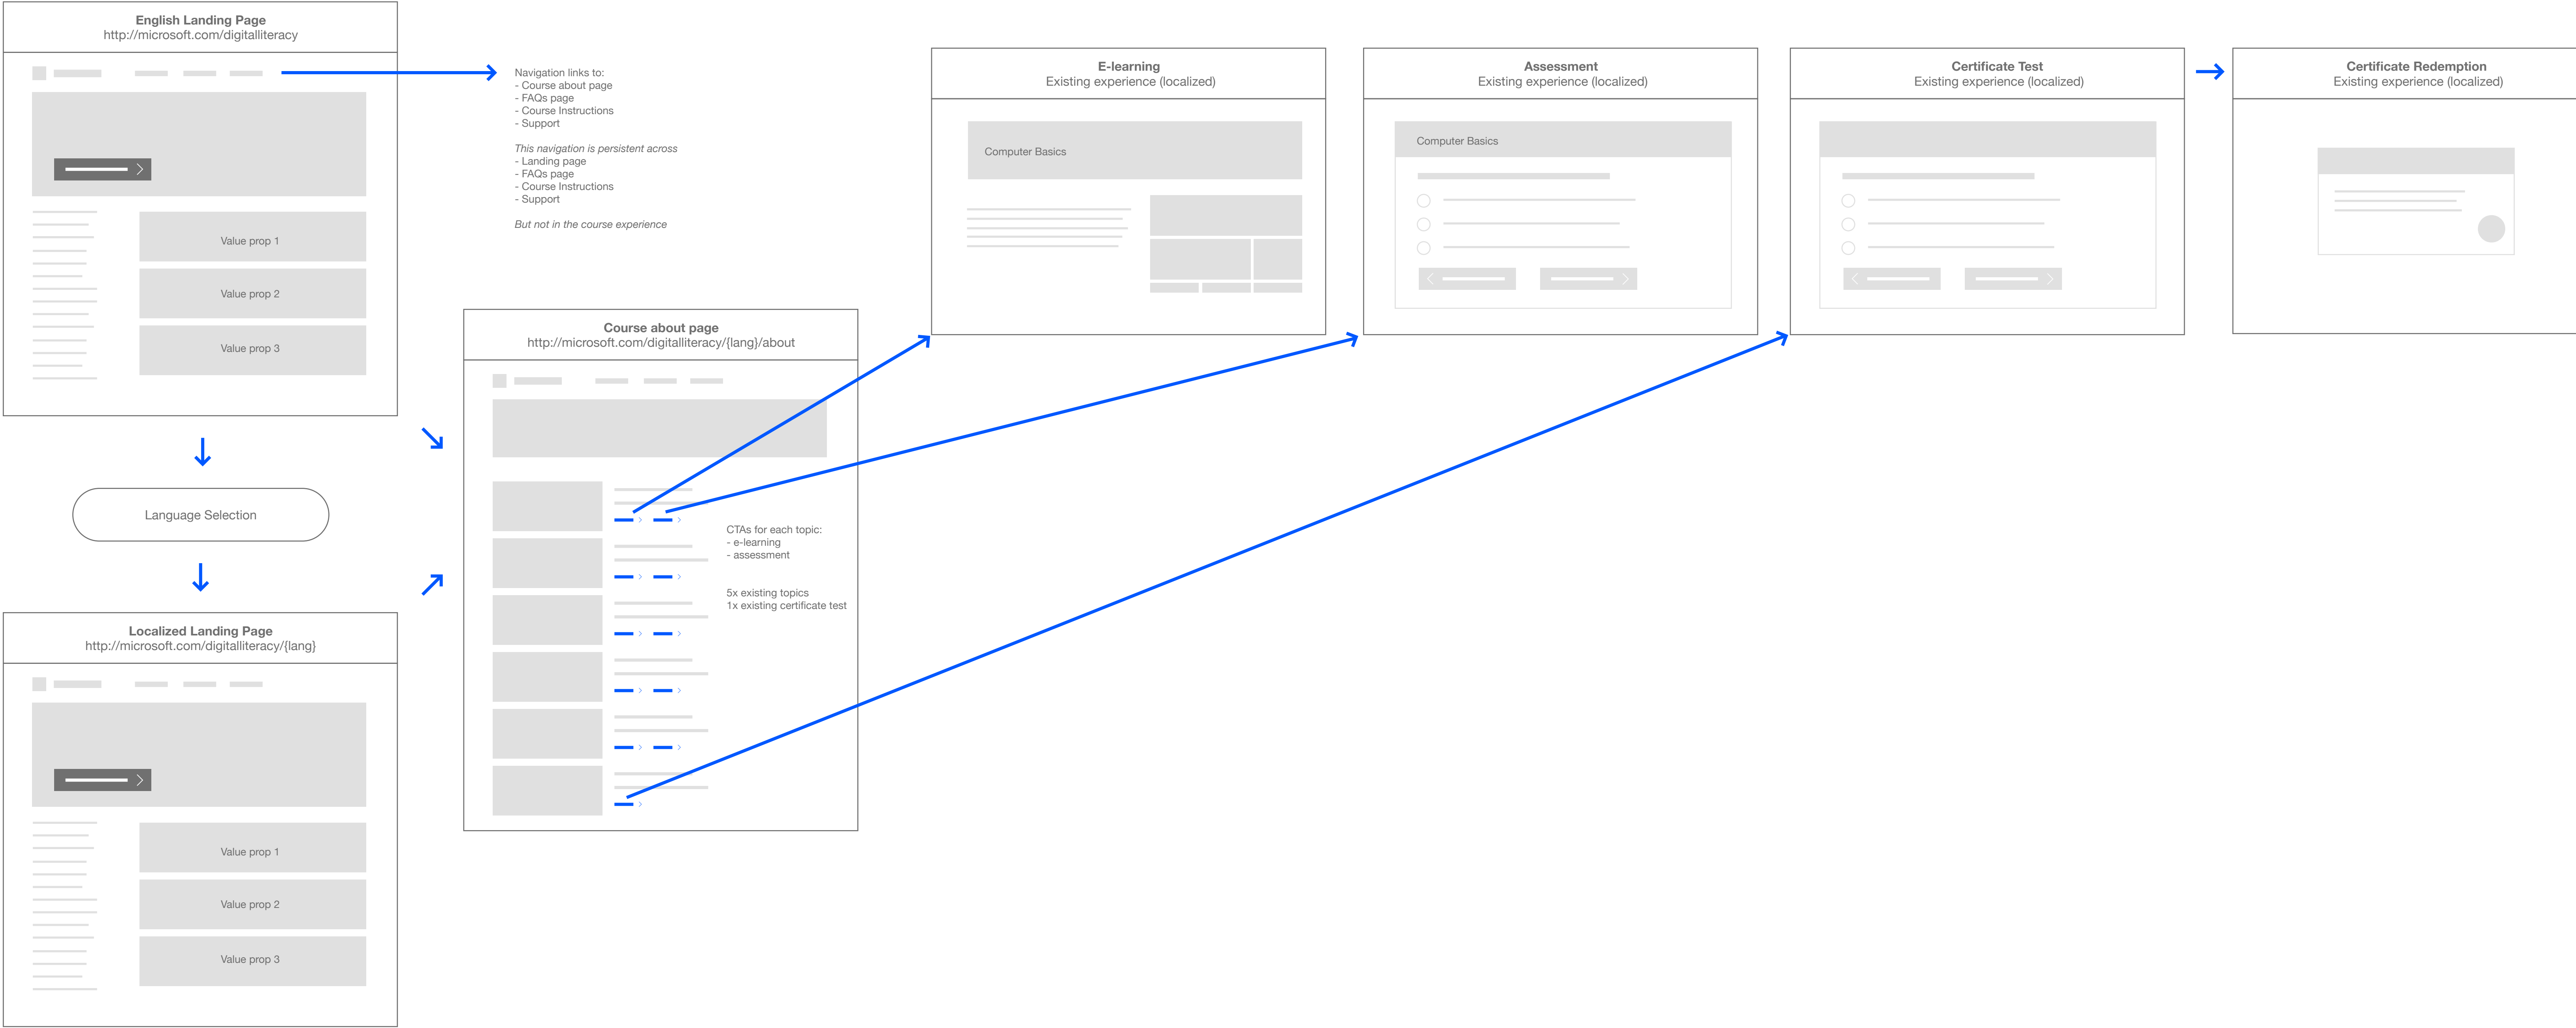 English Landing Page
http://microsoft.com/digitalliteracy
Navigation links to:
- Course about page
- FAQs page
- Course Instructions
- Support
This navigation is persistent across
- Landing page
- FAQs page
- Course Instructions
- Support
But not in the course experience
Value prop 1
Value prop 2
Value prop 3
Language Selection
Localized Landing Page
http://microsoft.com/digitalliteracy/{lang}
Value prop 1
Value prop 2
Value prop 3
Course about page
http://microsoft.com/digitalliteracy/{lang}/about
CTAs for each topic:
- e-learning
- assessment
5x existing topics
1x existing certificate test
E-learning
Existing experience (localized)
Computer Basics
Assessment
Existing experience (localized)
Computer Basics
Certificate Test
Existing experience (localized)
Certificate Redemption
Existing experience (localized)